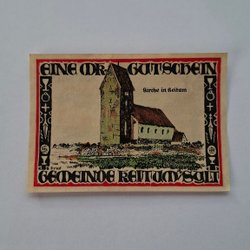 EINE MK. GUTSCHEIN
Kirche in Keitum
GEMEINDE KEITUM/SYLT